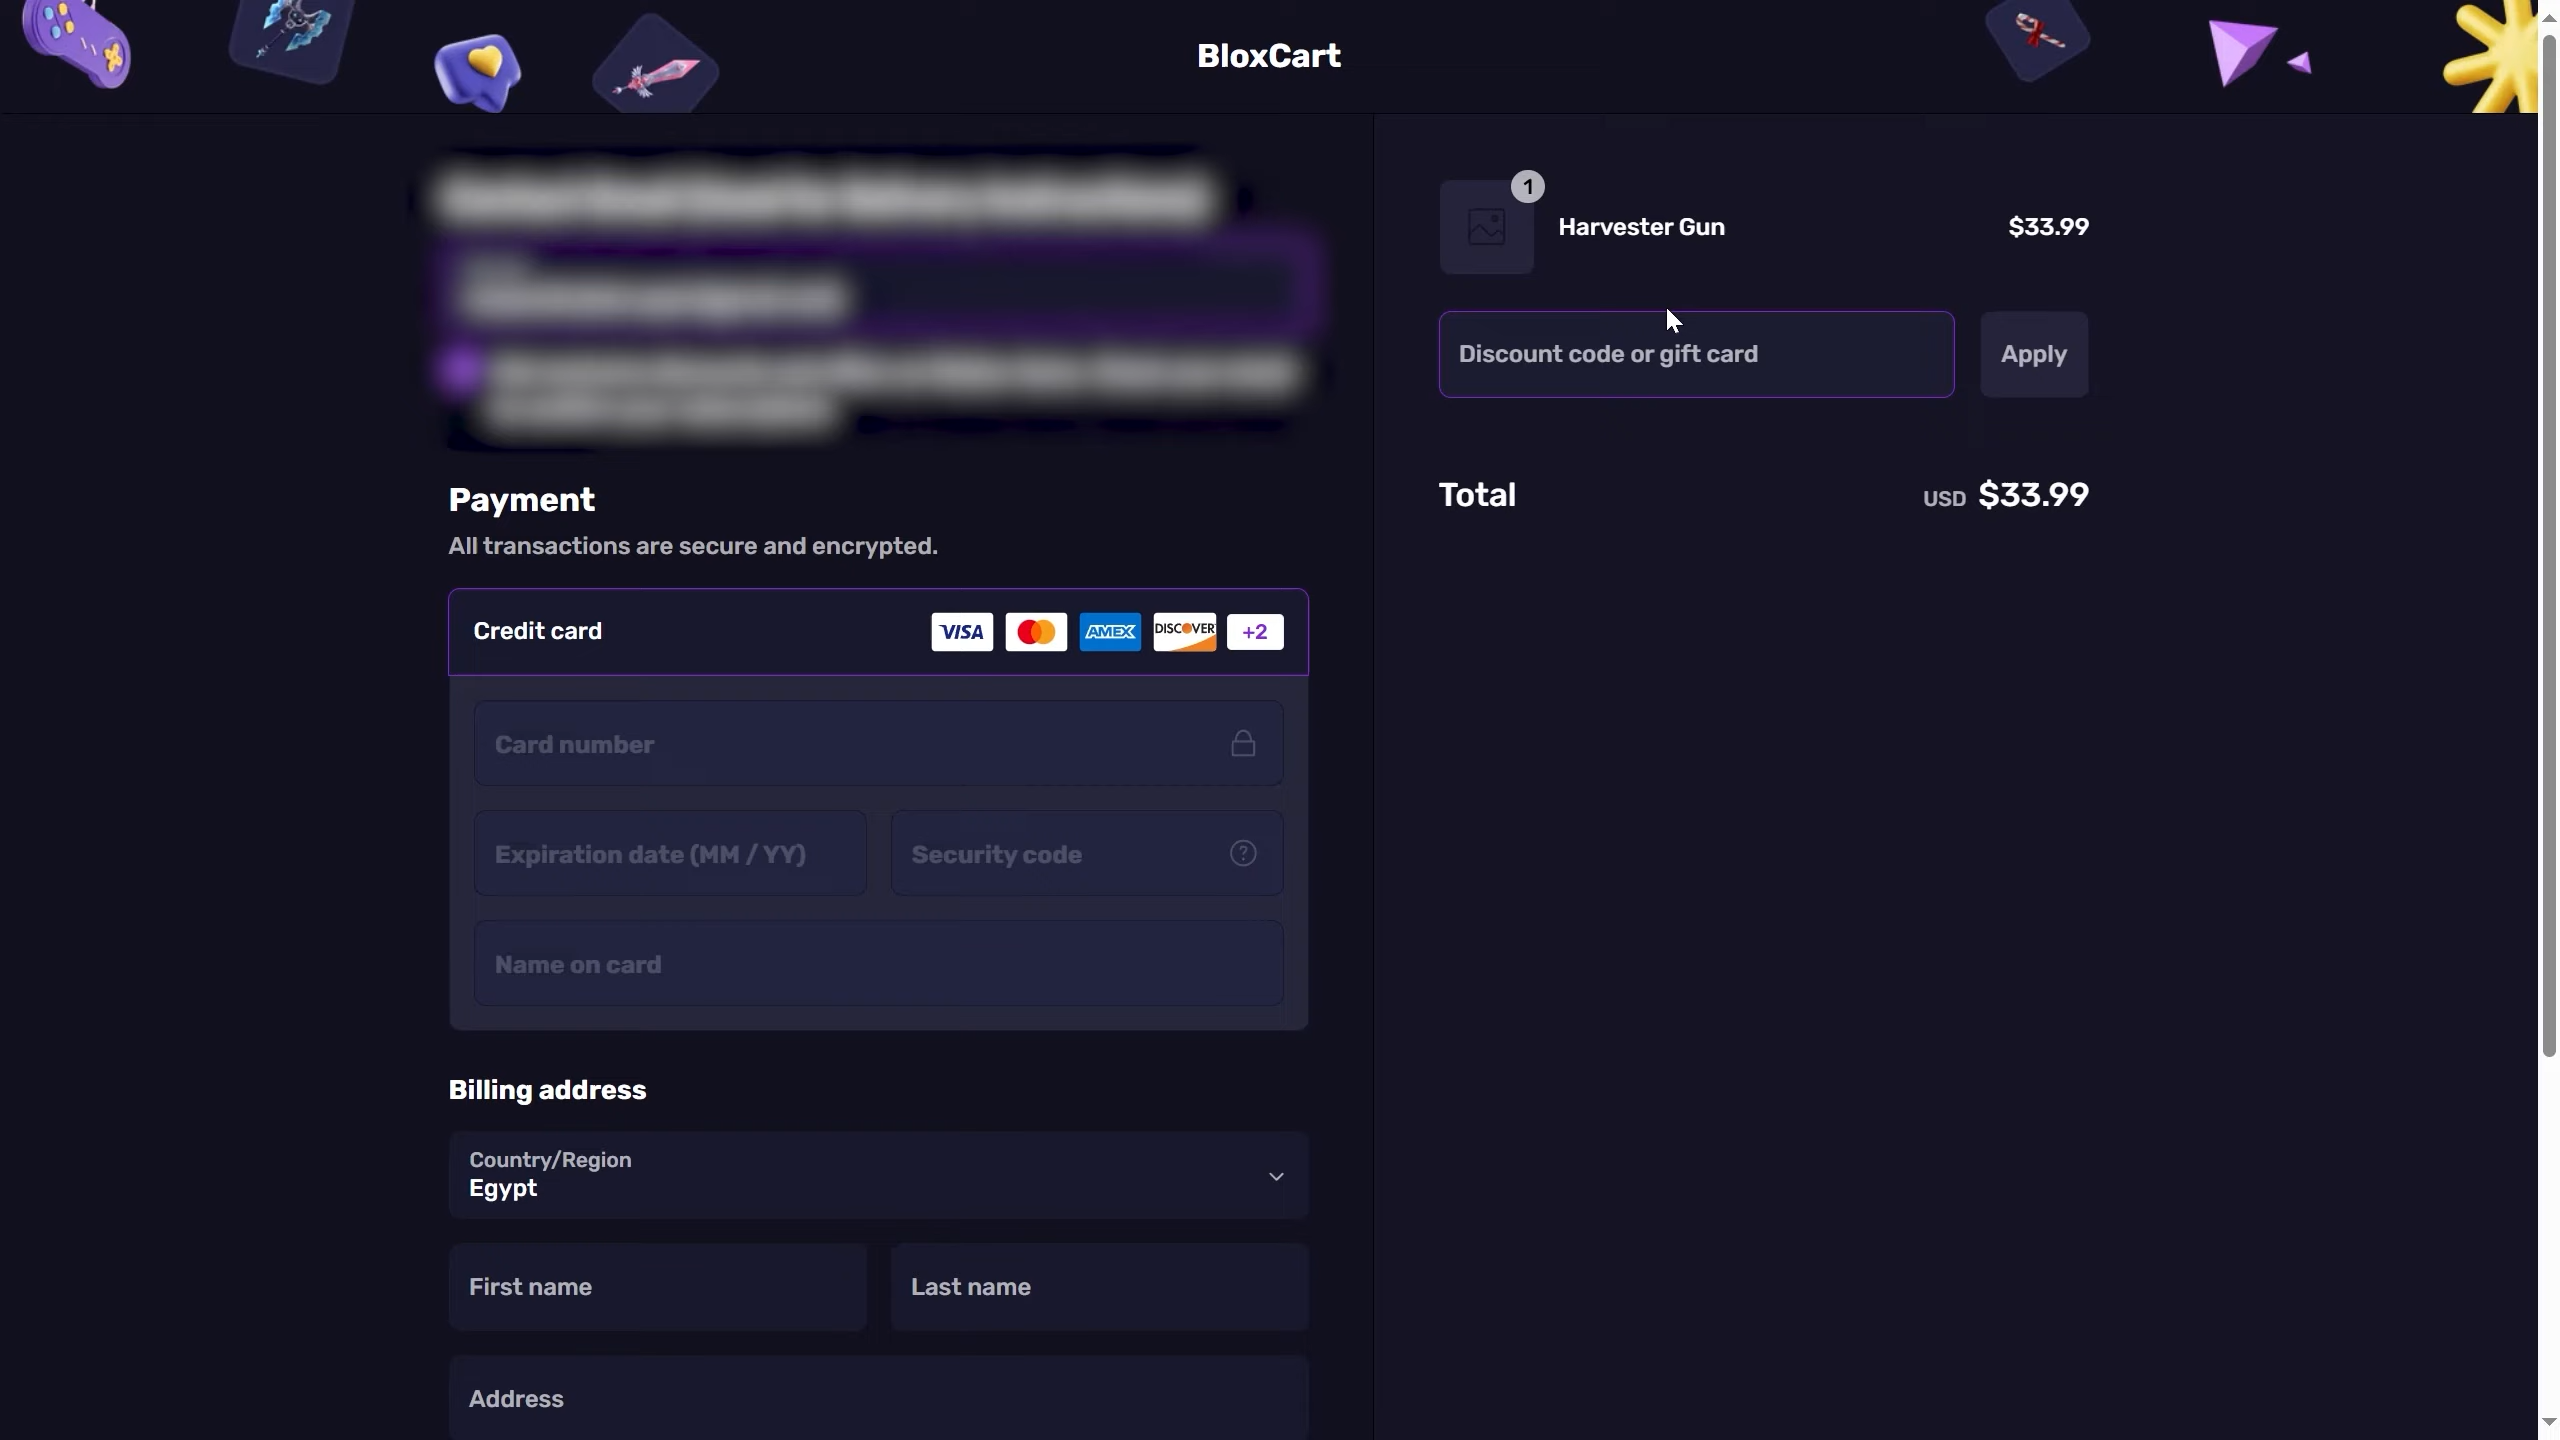 BloxCart
1
Harvester Gun
$33.99
Discount code or gift card
Apply
Total
USD $33.99
Payment
All transactions are secure and encrypted.
Credit card
VISA
AMEX
DISCOVER
+2
Card number
Expiration date (MM / YY)
Security code
Name on card
Billing address
Country/Region
Egypt
First name
Last name
Address